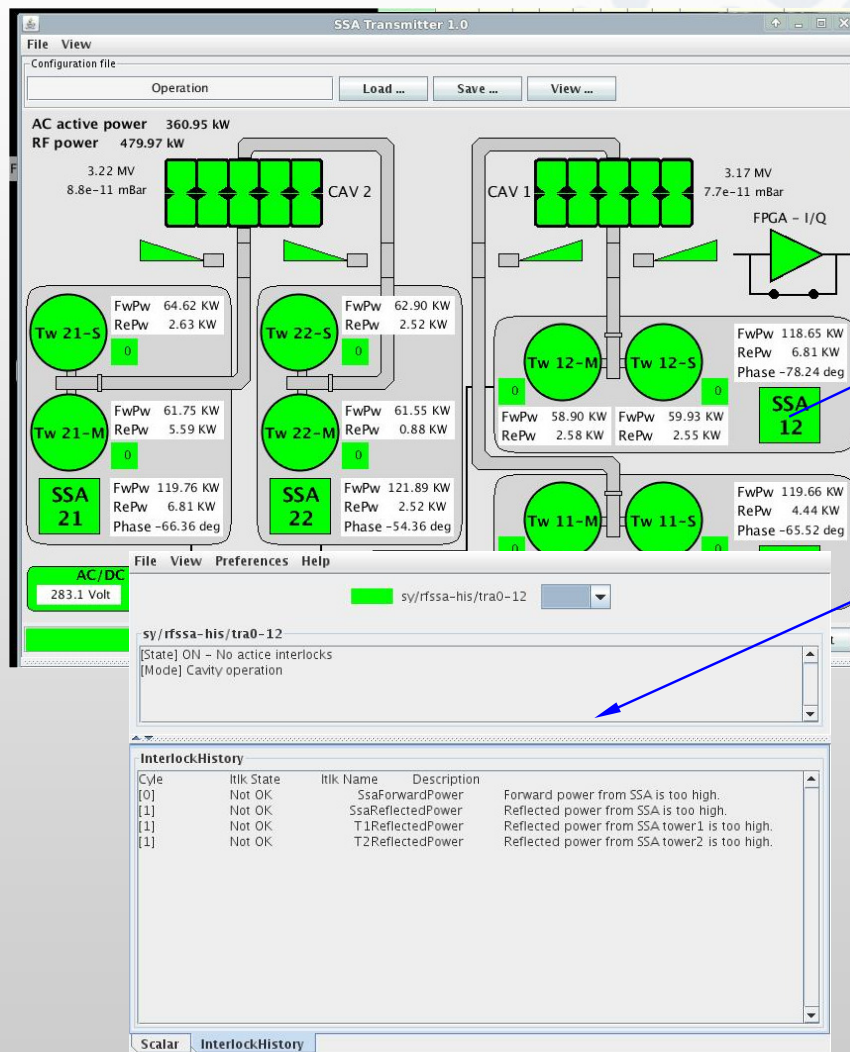 SSA Transmitter 1.0
File View
Configuration file
Operation Load ... Save ... View ...
AC active power 360.95 kW
RF power 479.97 kW
3.22 MV
8.8e-11 mBar
CAV 2
CAV 1
3.17 MV
7.7e-11 mBar
FPGA - I/Q
Tw 21-S
FwPw 64.62 KW
RePw 2.63 KW
0
Tw 21-M
FwPw 61.75 KW
RePw 5.59 KW
0
SSA
21
FwPw 119.76 KW
RePw 6.81 KW
Phase -66.36 deg
Tw 22-S
FwPw 62.90 KW
RePw 2.52 KW
0
Tw 22-M
FwPw 61.55 KW
RePw 0.88 KW
0
SSA
22
FwPw 121.89 KW
RePw 2.52 KW
Phase -54.36 deg
Tw 12-M
Tw 12-S
0
0
FwPw 58.90 KW
RePw 2.58 KW
FwPw 59.93 KW
RePw 2.55 KW
FwPw 118.65 KW
RePw 6.81 KW
Phase -78.24 deg
SSA
12
Tw 11-M
Tw 11-S
FwPw 119.66 KW
RePw 4.44 KW
Phase -65.52 deg
AC/DC
283.1 Volt
File View Preferences Help
sy/rfssa-his/tra0-12
sy/rfssa-his/tra0-12
[State] ON - No actice interlocks
[Mode] Cavity operation
InterlockHistory
Cyle Itlk State Itlk Name Description
[0] Not OK SsaForwardPower Forward power from SSA is too high.
[1] Not OK SsaReflectedPower Reflected power from SSA is too high.
[1] Not OK T1ReflectedPower Reflected power from SSA tower1 is too high.
[1] Not OK T2ReflectedPower Reflected power from SSA tower2 is too high.
Scalar InterlockHistory